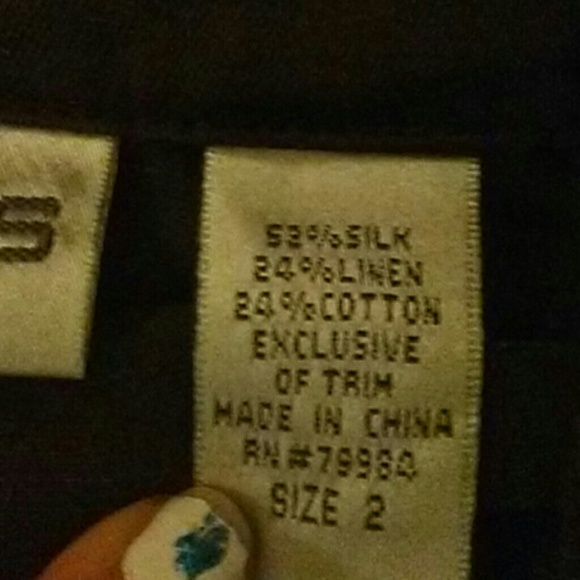 S
52%SILK
24%LINEN
24%COTTON
EXCLUSIVE
OF TRIM
MADE IN CHINA
RN#79984
SIZE 2